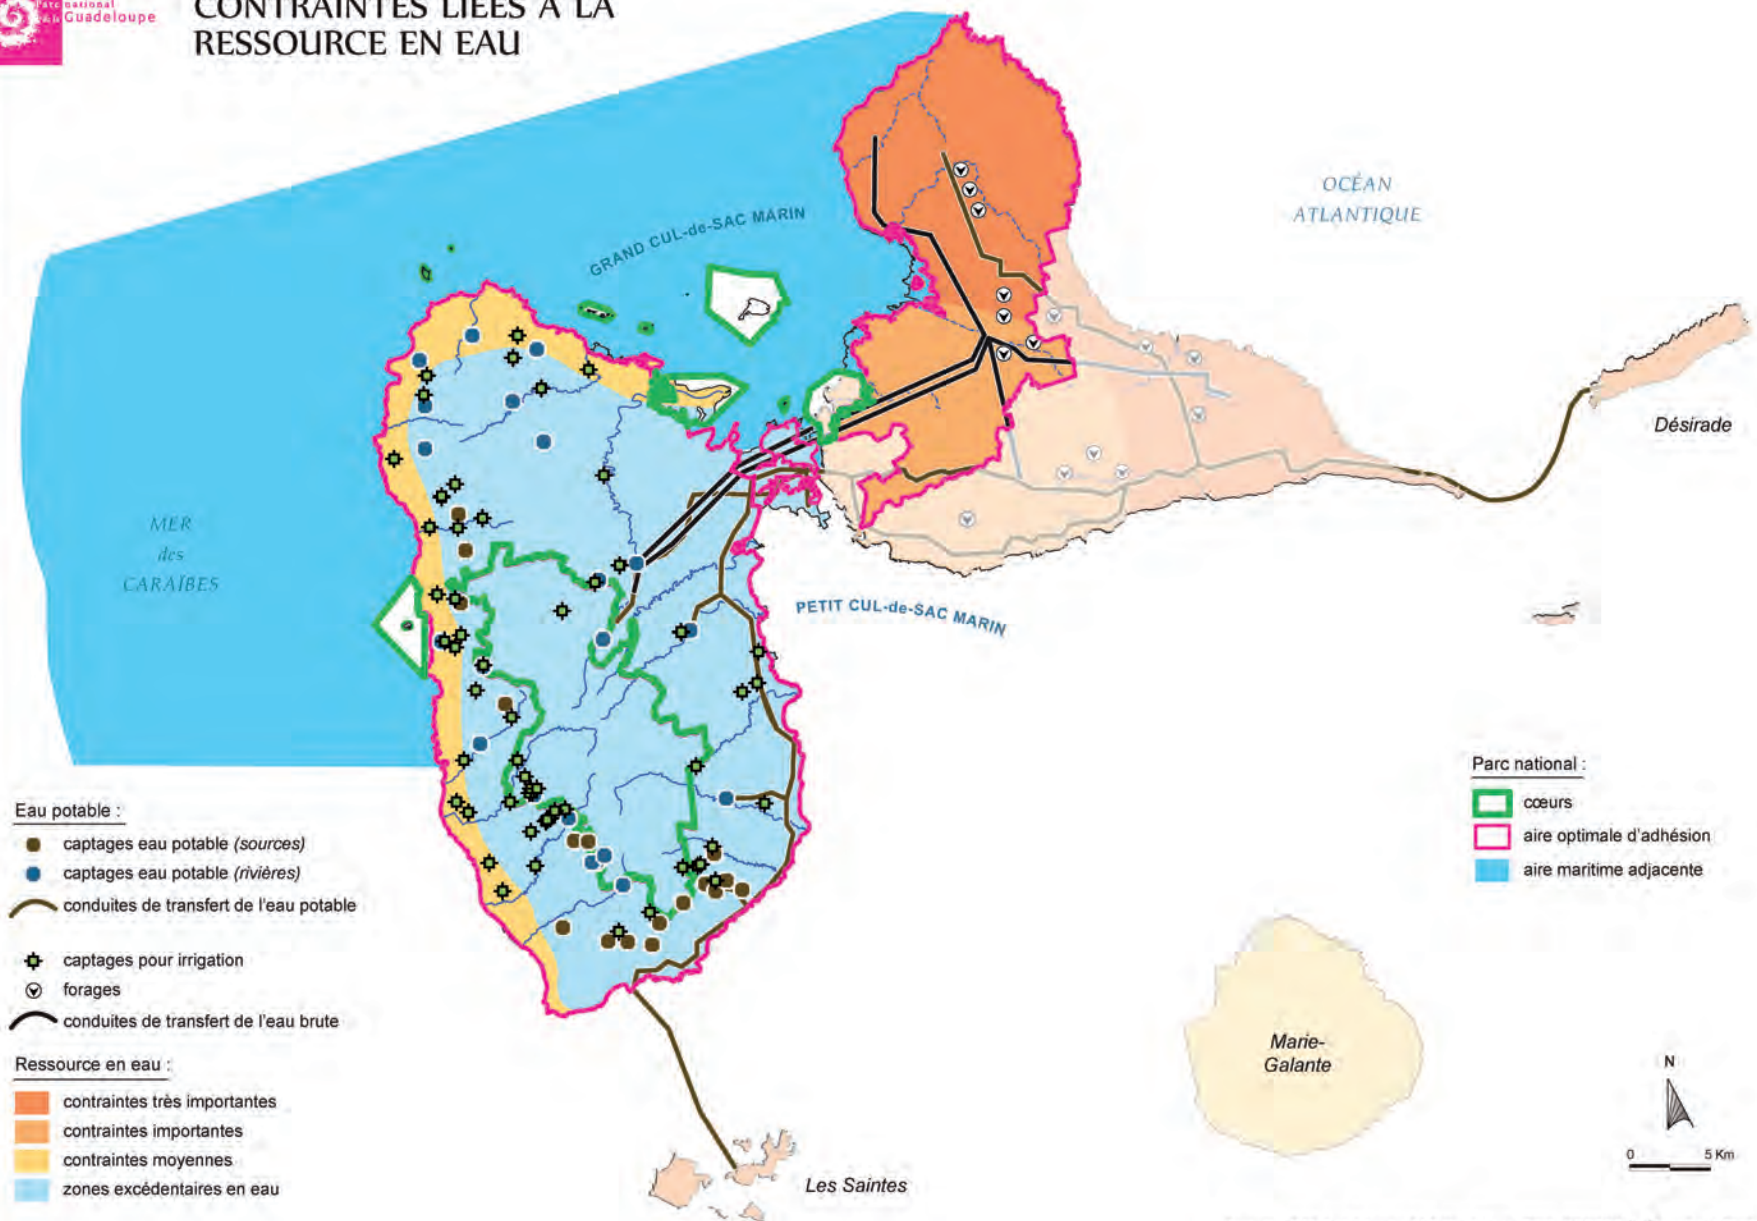 Parc national
de la Guadeloupe
CONTRAINTES LIÉES À LA
RESSOURCE EN EAU
OCÉAN
ATLANTIQUE
GRAND CUL-de-SAC MARIN
Désirade
MER
des
CARAÏBES
PETIT CUL-de-SAC MARIN
Eau potable :
captages eau potable (sources)
captages eau potable (rivières)
conduites de transfert de l'eau potable
captages pour irrigation
forages
conduites de transfert de l'eau brute
Ressource en eau :
contraintes très importantes
contraintes importantes
contraintes moyennes
zones excédentaires en eau
Parc national :
cœurs
aire optimale d'adhésion
aire maritime adjacente
Marie-
Galante
Les Saintes
N
0 5 Km